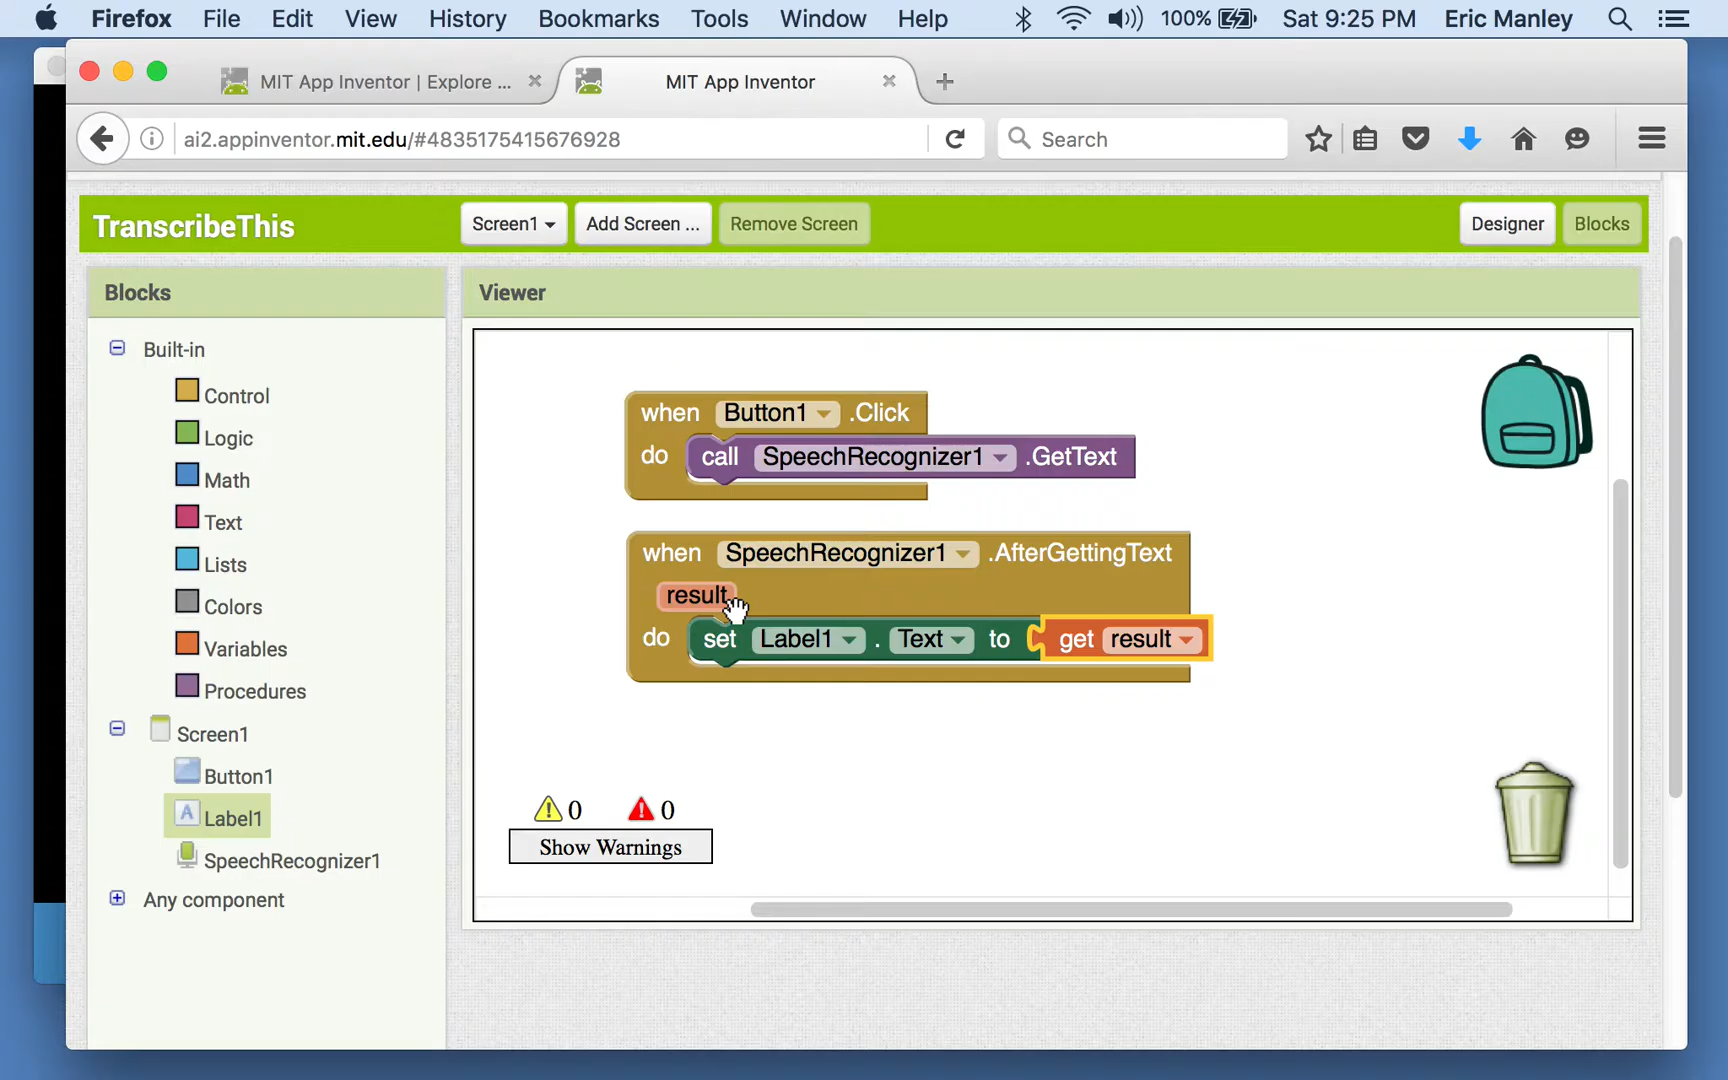 Firefox File Edit View History Bookmarks Tools Window Help 100% Sat 9:25 PM Eric Manley
MIT App Inventor | Explore ... MIT App Inventor
ai2.appinventor.mit.edu/#4835175415676928 Search
TranscribeThis Screen1 Add Screen ... Remove Screen Designer Blocks
Blocks
Viewer
Built-in
Control
Logic
Math
Text
Lists
Colors
Variables
Procedures
Screen1
Button1
A Label1
SpeechRecognizer1
Any component
when Button1 .Click
do call SpeechRecognizer1 .GetText
when SpeechRecognizer1 .AfterGettingText
result
do set Label1 . Text to get result
0 0
Show Warnings